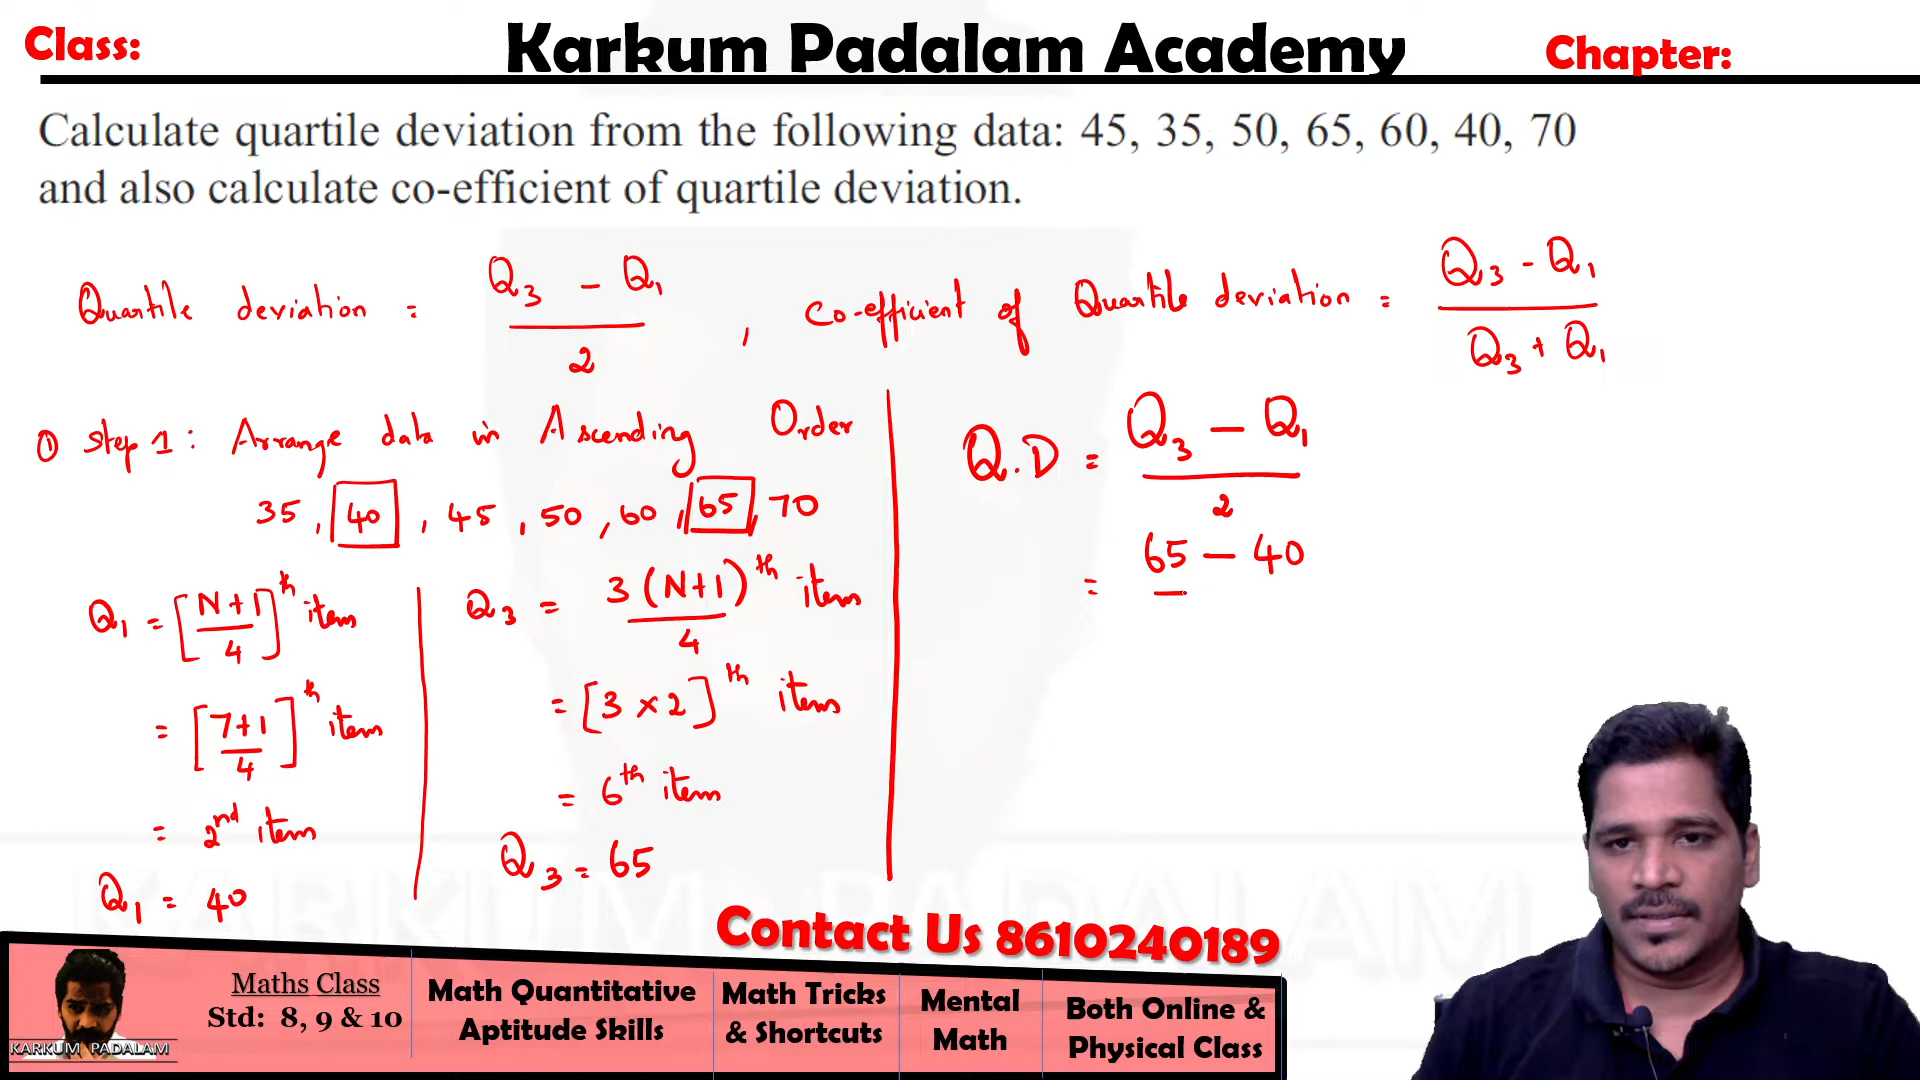 Class:
Karkum Padalam Academy
Chapter:
Calculate quartile deviation from the following data: 45, 35, 50, 65, 60, 40, 70
and also calculate co-efficient of quartile deviation.
Quartile deviation = Q₃ - Q₁ / 2 , Co-efficient of Quartile deviation = Q₃ - Q₁ / Q₃ + Q₁
① Step 1: Arrange data in Ascending Order
35, 40, 45, 50, 60, 65, 70
Q₁ = [N+1 / 4]th item
= [7+1 / 4]th item
= 2nd item
Q₁ = 40
Q₃ = 3(N+1)th / 4 item
= [3 × 2]th item
= 6th item
Q₃ = 65
Q.D = Q₃ - Q₁ / 2
= 65 - 40
Contact Us 8610240189
KARKUM PADALAM
Maths Class
Std: 8, 9 & 10
Math Quantitative
Aptitude Skills
Math Tricks
& Shortcuts
Mental
Math
Both Online &
Physical Class
KARKUM PADALAM